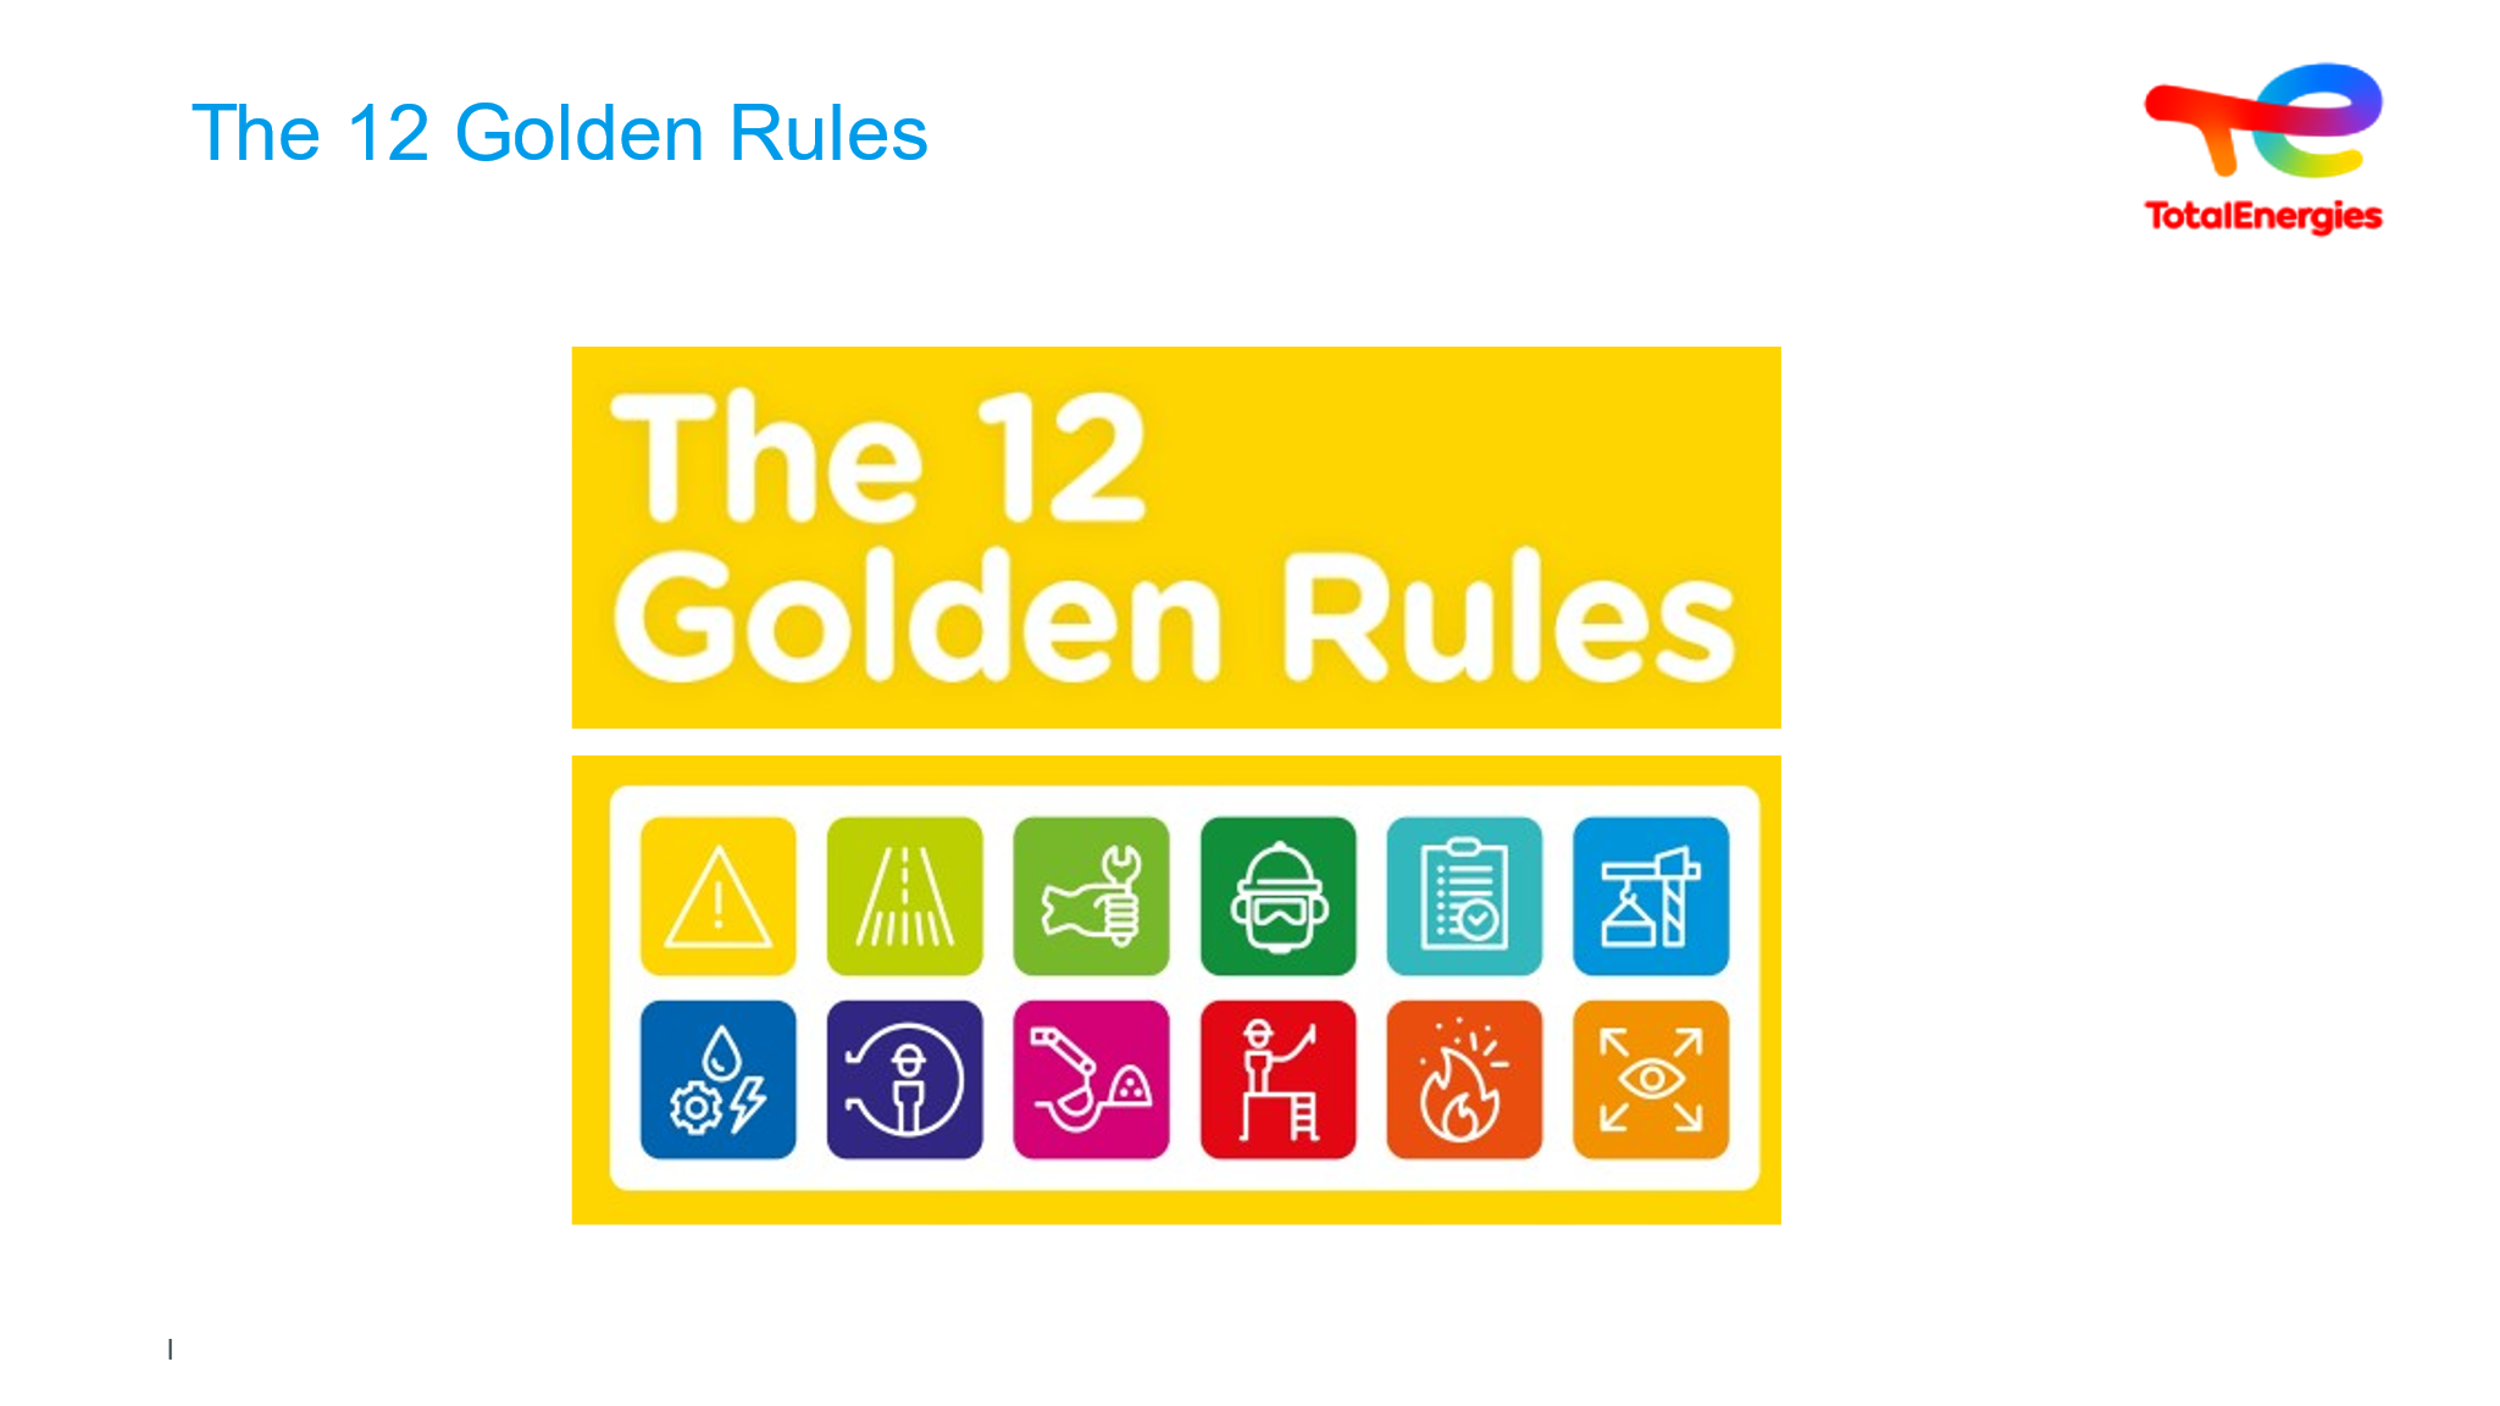 The 12 Golden Rules
TotalEnergies
The 12
Golden Rules
|